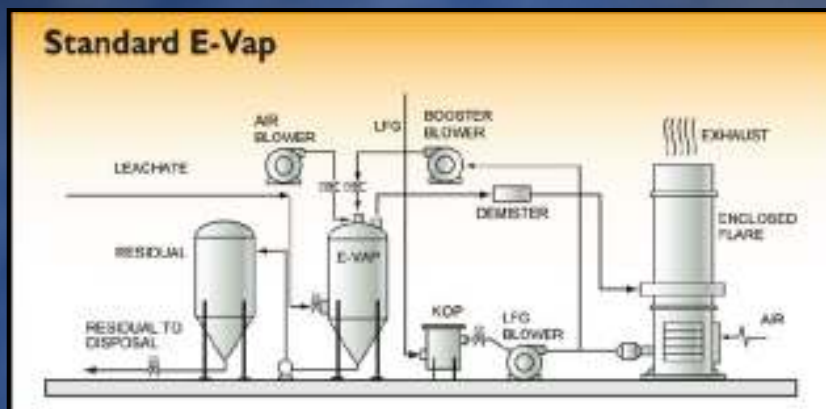 Standard E-Vap
AIR
BLOWER
LFG
BOOSTER
BLOWER
EXHAUST
LEACHATE
DEMISTER
ENCLOSED
FLARE
RESIDUAL
E-VAP
KOP
LFG
BLOWER
AIR
RESIDUAL TO
DISPOSAL